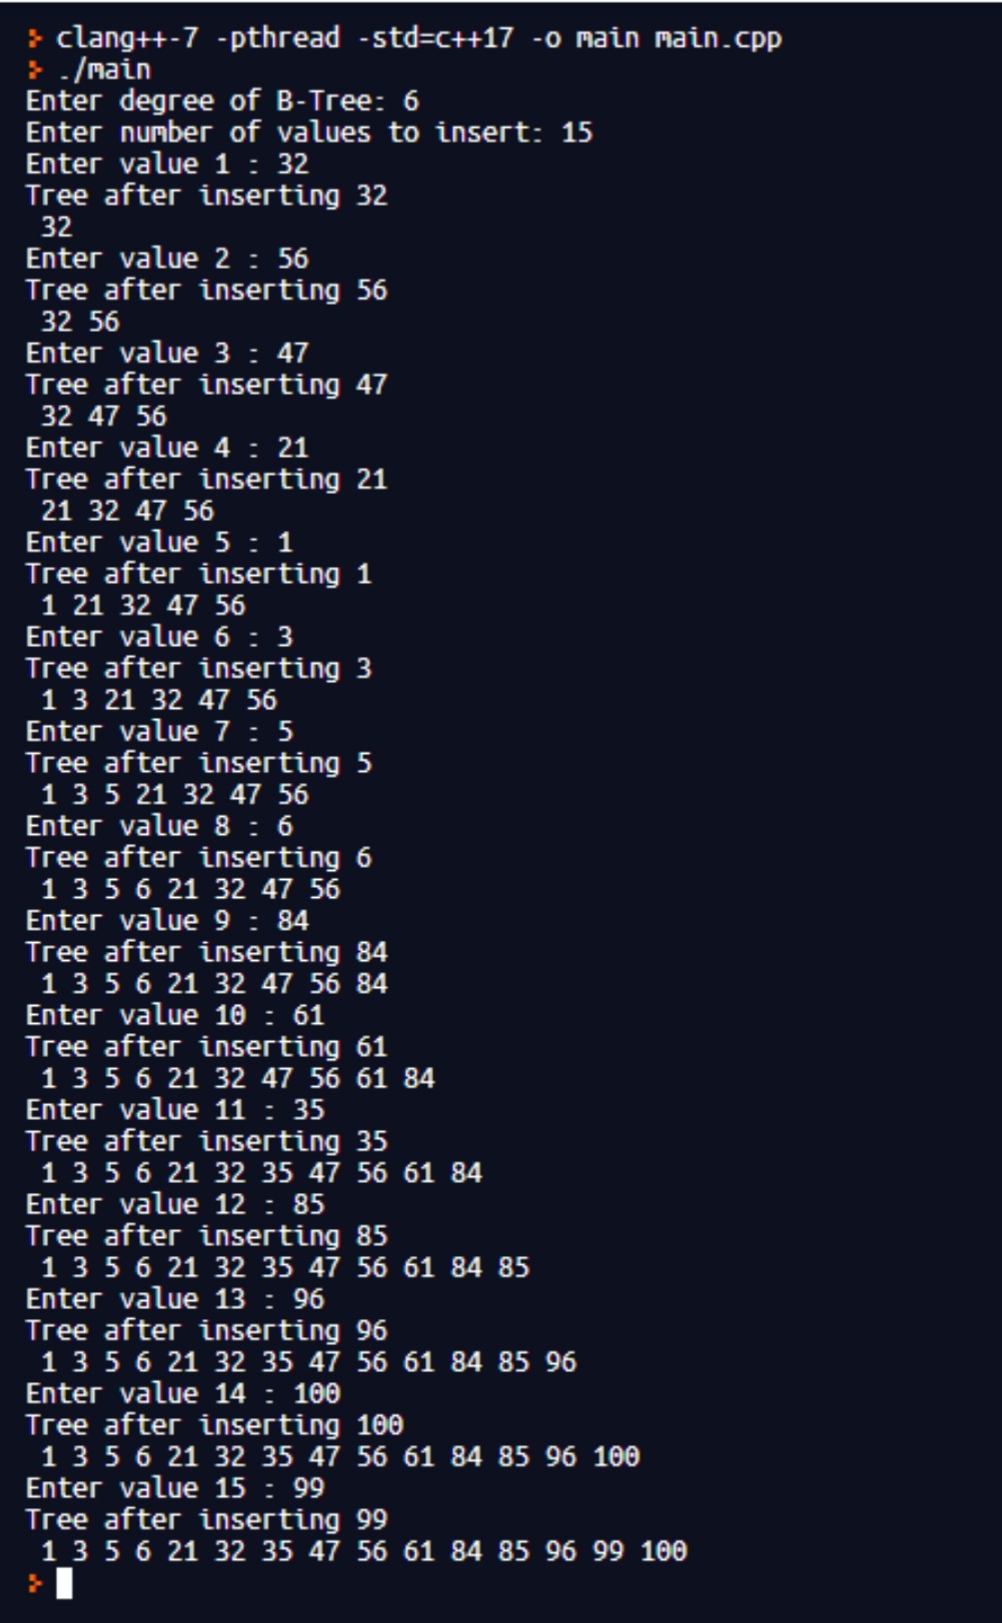 clang++-7 -pthread -std=c++17 -o main main.cpp
./main
Enter degree of B-Tree: 6
Enter number of values to insert: 15
Enter value 1 : 32
Tree after inserting 32
32
Enter value 2 : 56
Tree after inserting 56
32 56
Enter value 3 : 47
Tree after inserting 47
32 47 56
Enter value 4 : 21
Tree after inserting 21
21 32 47 56
Enter value 5 : 1
Tree after inserting 1
1 21 32 47 56
Enter value 6 : 3
Tree after inserting 3
1 3 21 32 47 56
Enter value 7 : 5
Tree after inserting 5
1 3 5 21 32 47 56
Enter value 8 : 6
Tree after inserting 6
1 3 5 6 21 32 47 56
Enter value 9 : 84
Tree after inserting 84
1 3 5 6 21 32 47 56 84
Enter value 10 : 61
Tree after inserting 61
1 3 5 6 21 32 47 56 61 84
Enter value 11 : 35
Tree after inserting 35
1 3 5 6 21 32 35 47 56 61 84
Enter value 12 : 85
Tree after inserting 85
1 3 5 6 21 32 35 47 56 61 84 85
Enter value 13 : 96
Tree after inserting 96
1 3 5 6 21 32 35 47 56 61 84 85 96
Enter value 14 : 100
Tree after inserting 100
1 3 5 6 21 32 35 47 56 61 84 85 96 100
Enter value 15 : 99
Tree after inserting 99
1 3 5 6 21 32 35 47 56 61 84 85 96 99 100